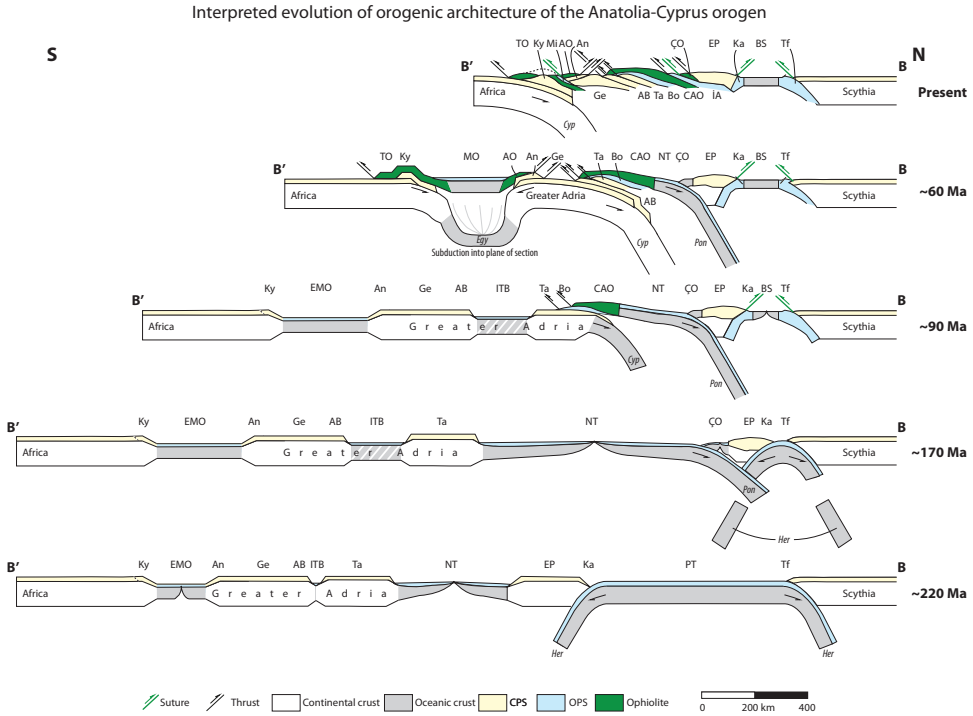 Interpreted evolution of orogenic architecture of the Anatolia-Cyprus orogen
S
N
TO Ky Mi AO An ÇO EP Ka BS Tf
B' B
Africa Ge AB Ta Bo CAO İA Scythia Present
Cyp
TO Ky MO AO An Ge Ta Bo CAO NT ÇO EP Ka BS Tf
B' B
Africa Greater Adria AB Scythia ~60 Ma
Egy Cyp Pon
Subduction into plane of section
Ky EMO An Ge AB ITB Ta Bo CAO NT ÇO EP Ka BS Tf
B' B
Africa Greater Adria Scythia ~90 Ma
Cyp
Pon
Ky EMO An Ge AB ITB Ta NT ÇO EP Ka Tf
B' B
Africa Greater Adria Scythia ~170 Ma
Pon
Her
Ky EMO An Ge AB ITB Ta NT EP Ka PT Tf
B' B
Africa Greater Adria Scythia ~220 Ma
Her Her
Suture Thrust Continental crust Oceanic crust CPS OPS Ophiolite
0 200 km 400